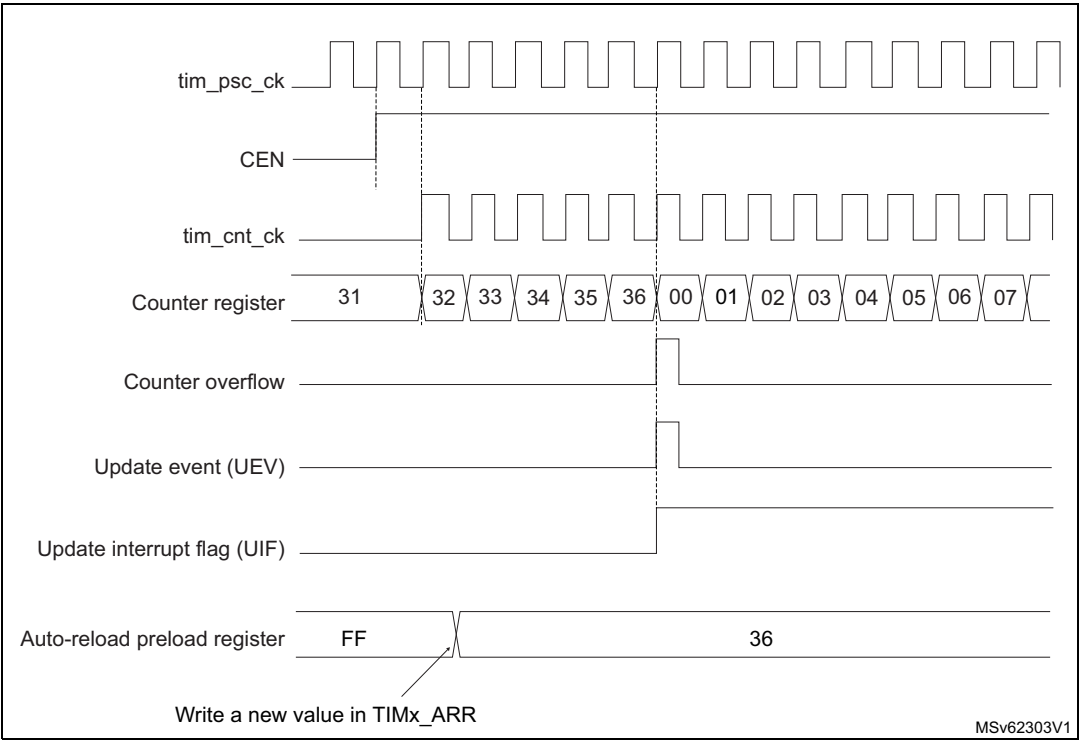 tim_psc_ck
CEN
tim_cnt_ck
Counter register 31 32 33 34 35 36 00 01 02 03 04 05 06 07
Counter overflow
Update event (UEV)
Update interrupt flag (UIF)
Auto-reload preload register FF 36
Write a new value in TIMx_ARR
MSv62303V1